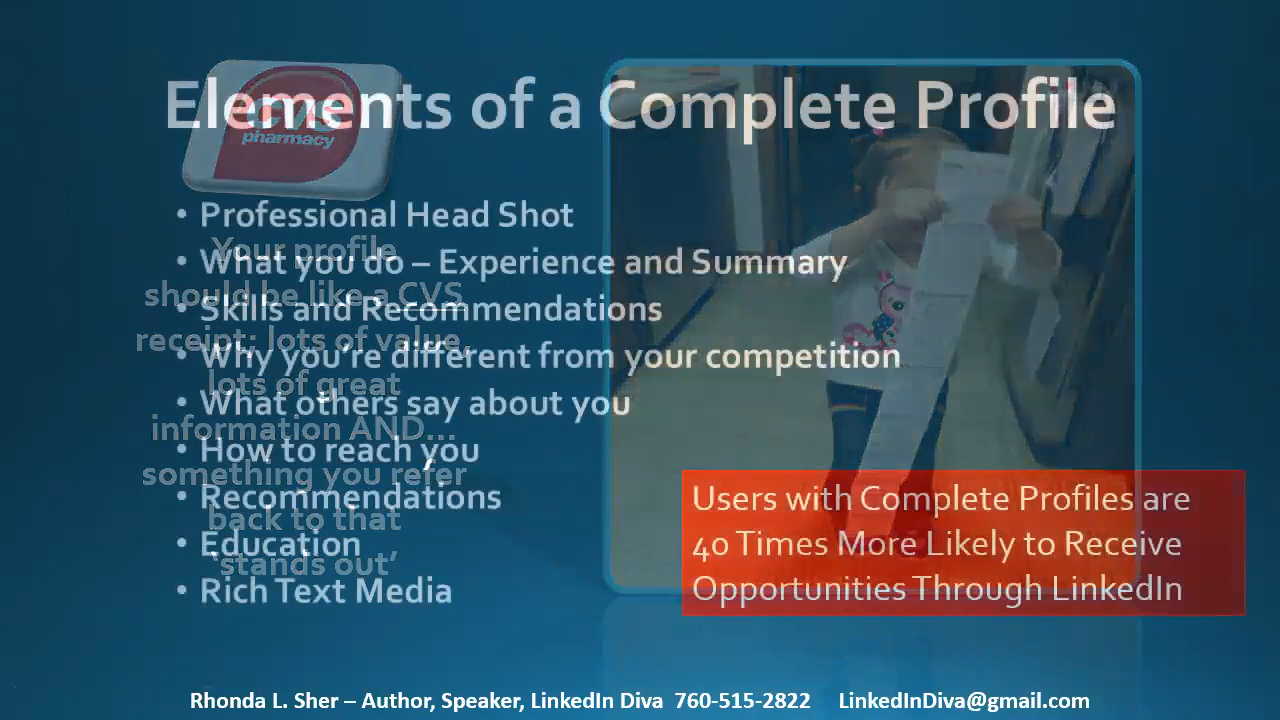 Elements of a Complete Profile
CVS
pharmacy
• Professional Head Shot
• What you do – Experience and Summary
• Skills and Recommendations
• Why you're different from your competition
• What others say about you
• How to reach you
• Recommendations
• Education
• Rich Text Media
Your profile
should be like a CVS
receipt; lots of value,
lots of great
information AND...
something you refer
back to that
'stands out'
Users with Complete Profiles are
40 Times More Likely to Receive
Opportunities Through LinkedIn
Rhonda L. Sher – Author, Speaker, LinkedIn Diva 760-515-2822 LinkedInDiva@gmail.com